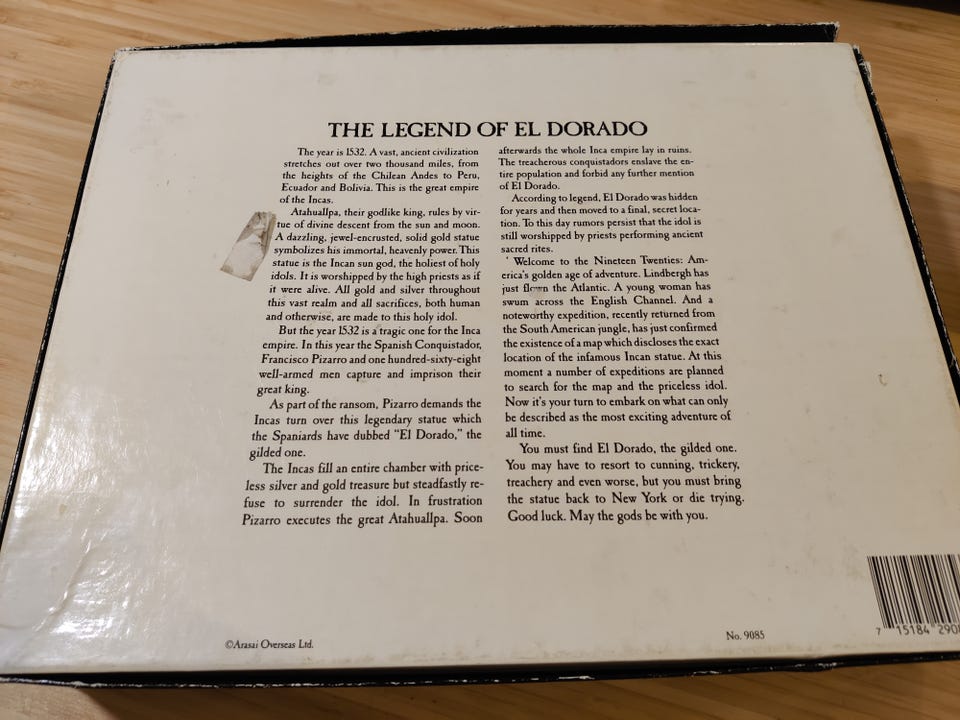 THE LEGEND OF EL DORADO
The year is 1532. A vast, ancient civilization
stretches out over two thousand miles, from
the heights of the Chilean Andes to Peru,
Ecuador and Bolivia. This is the great empire
of the Incas.
Atahuallpa, their godlike king, rules by vir-
tue of divine descent from the sun and moon.
A dazzling, jewel-encrusted, solid gold statue
symbolizes his immortal, heavenly power. This
statue is the Incan sun god, the holiest of holy
idols. It is worshipped by the high priests as if
it were alive. All gold and silver throughout
this vast realm and all sacrifices, both human
and otherwise, are made to this holy idol.
But the year 1532 is a tragic one for the Inca
empire. In this year the Spanish Conquistador,
Francisco Pizarro and one hundred-sixty-eight
well-armed men capture and imprison their
great king.
As part of the ransom, Pizarro demands the
Incas turn over this legendary statue which
the Spaniards have dubbed "El Dorado," the
gilded one.
The Incas fill an entire chamber with price-
less silver and gold treasure but steadfastly re-
fuse to surrender the idol. In frustration
Pizarro executes the great Atahuallpa. Soon
afterwards the whole Inca empire lay in ruins.
The treacherous conquistadors enslave the en-
tire population and forbid any further mention
of El Dorado.
According to legend, El Dorado was hidden
for years and then moved to a final, secret loca-
tion. To this day rumors persist that the idol is
still worshipped by priests performing ancient
sacred rites.
Welcome to the Nineteen Twenties: Am-
erica's golden age of adventure. Lindbergh has
just flown the Atlantic. A young woman has
swum across the English Channel. And a
noteworthy expedition, recently returned from
the South American jungle, has just confirmed
the existence of a map which discloses the exact
location of the infamous Incan statue. At this
moment a number of expeditions are planned
to search for the map and the priceless idol.
Now it's your turn to embark on what can only
be described as the most exciting adventure of
all time.
You must find El Dorado, the gilded one.
You may have to resort to cunning, trickery,
treachery and even worse, but you must bring
the statue back to New York or die trying.
Good luck. May the gods be with you.
©Arasai Overseas Ltd.
No. 9085
7 15184 290